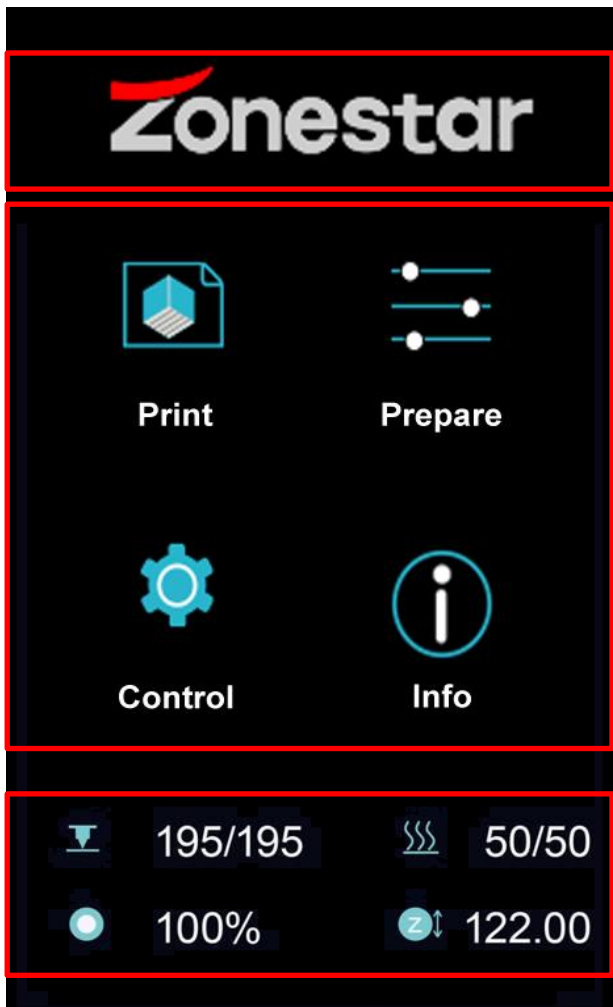 Zonestar
Print Prepare
Control Info
195/195 50/50
100% Z 122.00